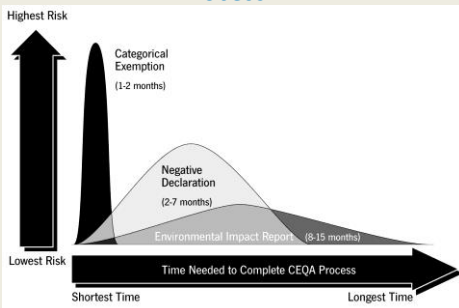 Highest Risk
Categorical
Exemption
(1-2 months)
Negative
Declaration
(2-7 months)
Environmental Impact Report (8-15 months)
Lowest Risk
Time Needed to Complete CEQA Process
Shortest Time
Longest Time